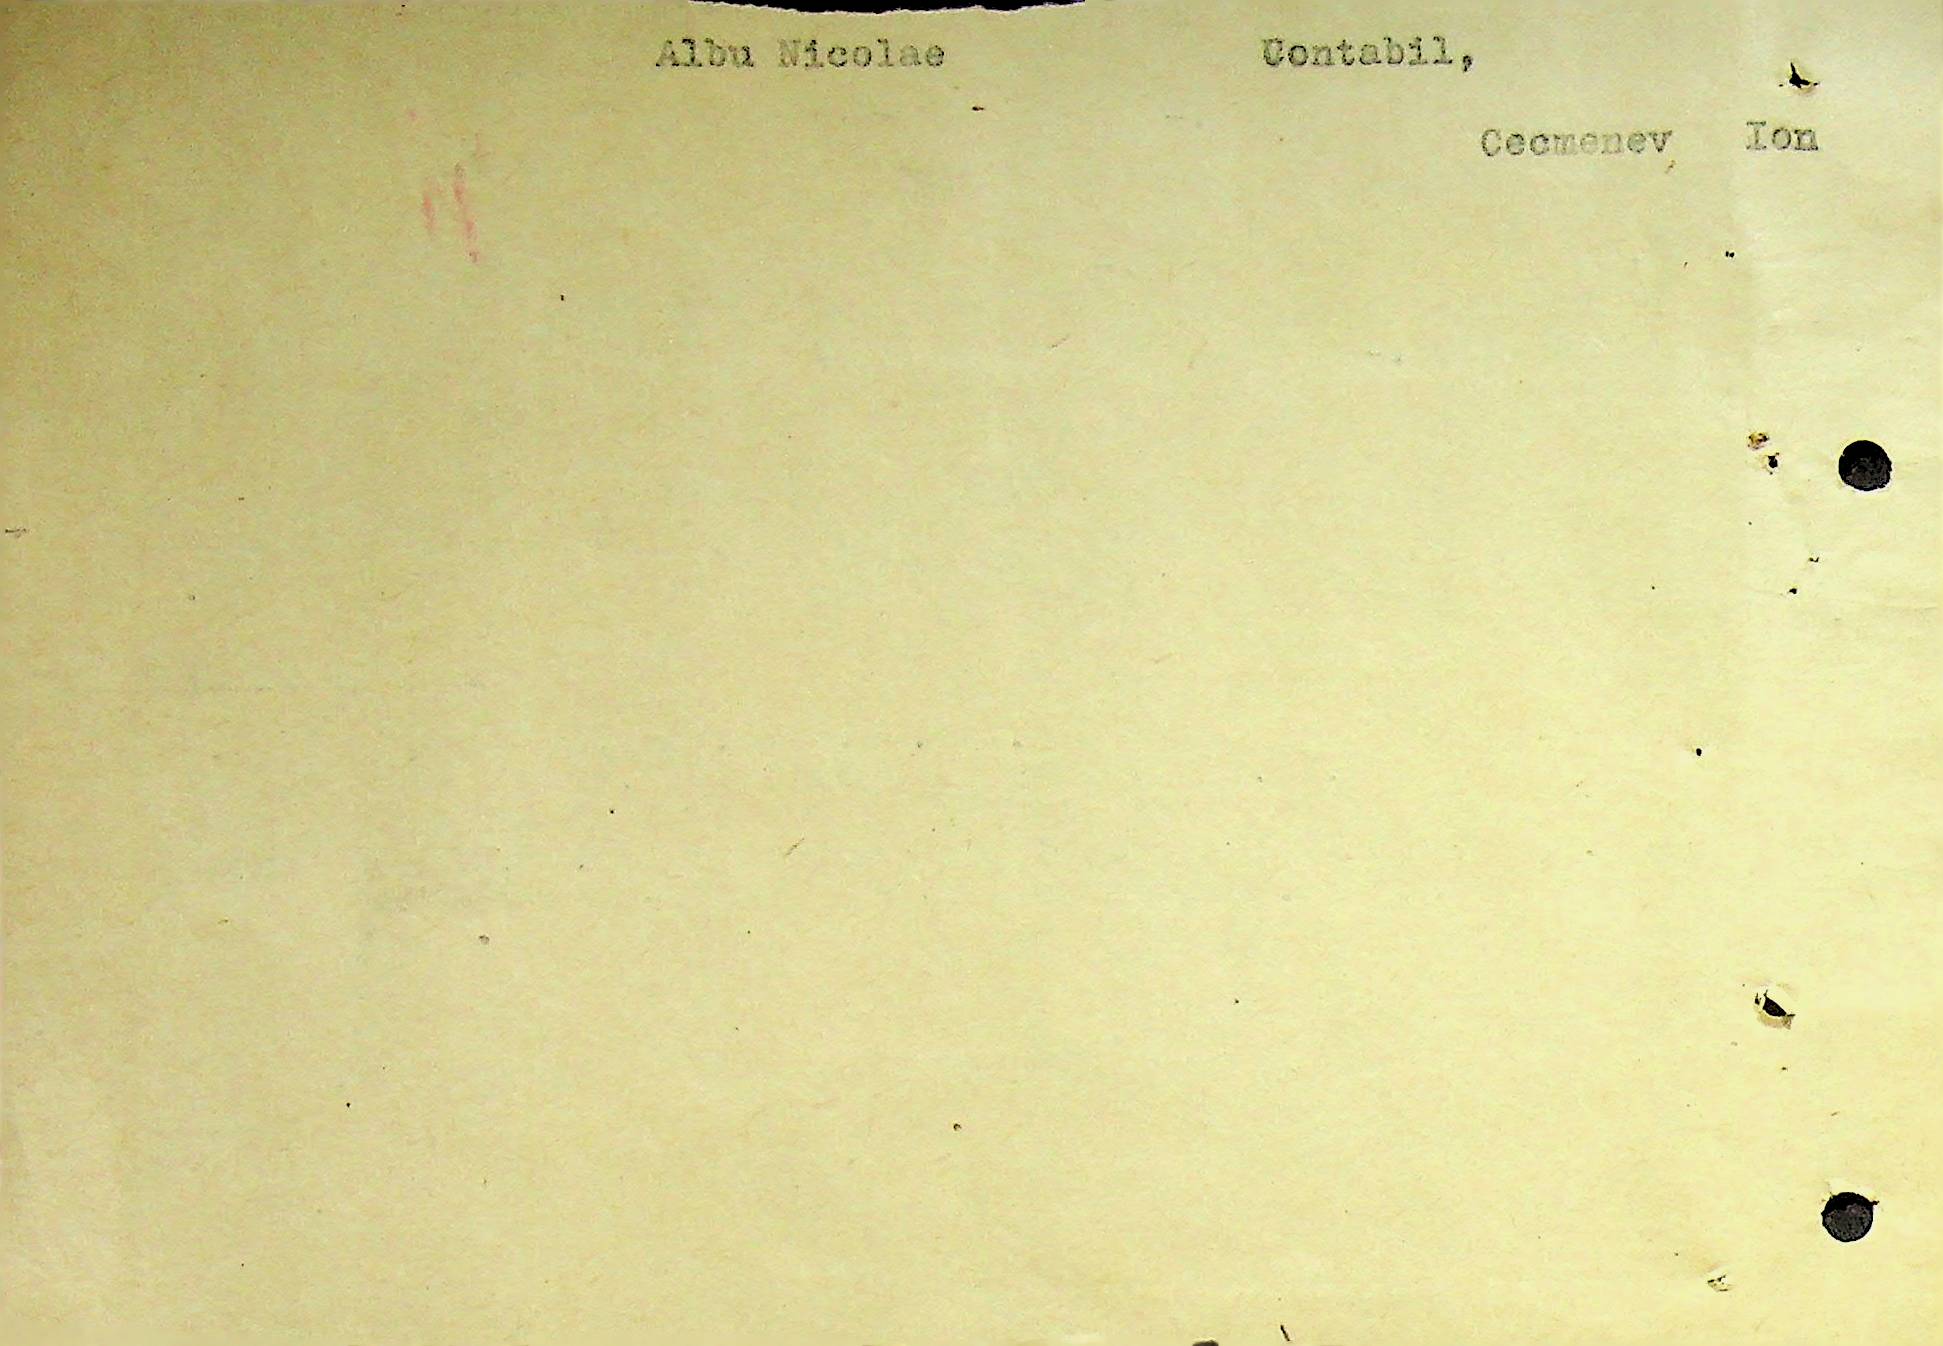 Albu Nicolae Contabil,
Cecmenev Ion